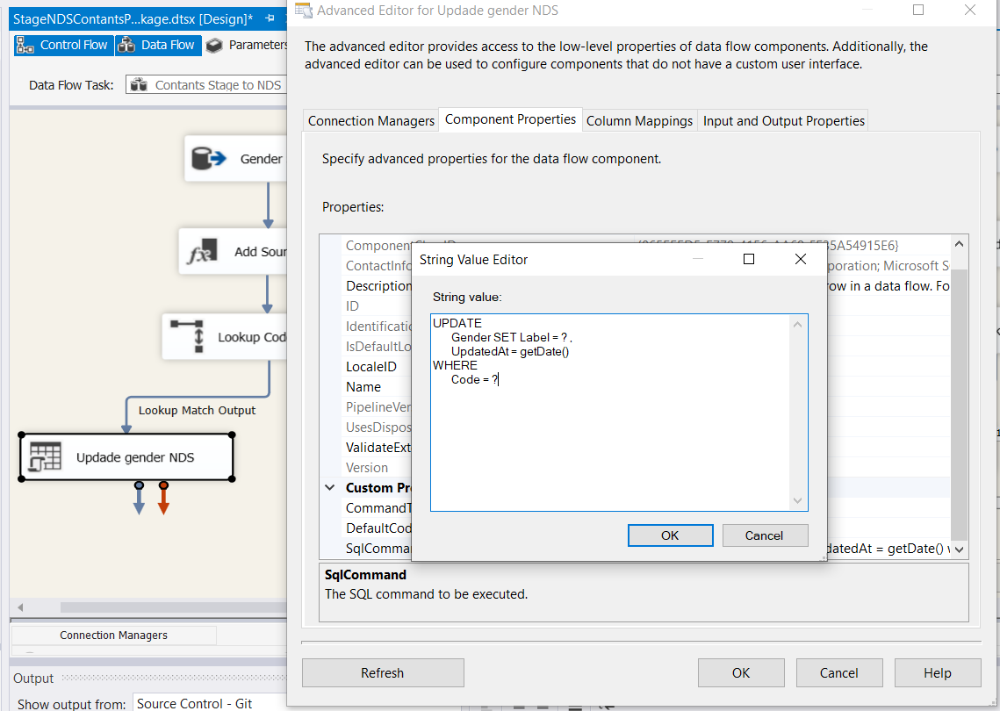 StageNDSContantsP...kage.dtsx [Design]*
Control Flow
Data Flow
Parameters
Data Flow Task:
Contants Stage to NDS
Gender
Add Sour
Lookup Cod
Lookup Match Output
Updade gender NDS
Connection Managers
Output
Show output from:
Source Control - Git
Advanced Editor for Updade gender NDS
The advanced editor provides access to the low-level properties of data flow components. Additionally, the
advanced editor can be used to configure components that do not have a custom user interface.
Connection Managers
Component Properties
Column Mappings
Input and Output Properties
Specify advanced properties for the data flow component.
Properties:
Component
35A54915E6}
ContactInfo
poration; Microsoft S
Description
row in a data flow. Fo
ID
Identificatio
IsDefaultLo
LocaleID
Name
PipelineVer
UsesDispos
ValidateExt
Version
Custom Pr
CommandT
DefaultCod
SqlComma
datedAt = getDate()
String Value Editor
String value:
UPDATE
Gender SET Label = ? ,
UpdatedAt = getDate()
WHERE
Code = ?
OK
Cancel
SqlCommand
The SQL command to be executed.
Refresh
OK
Cancel
Help